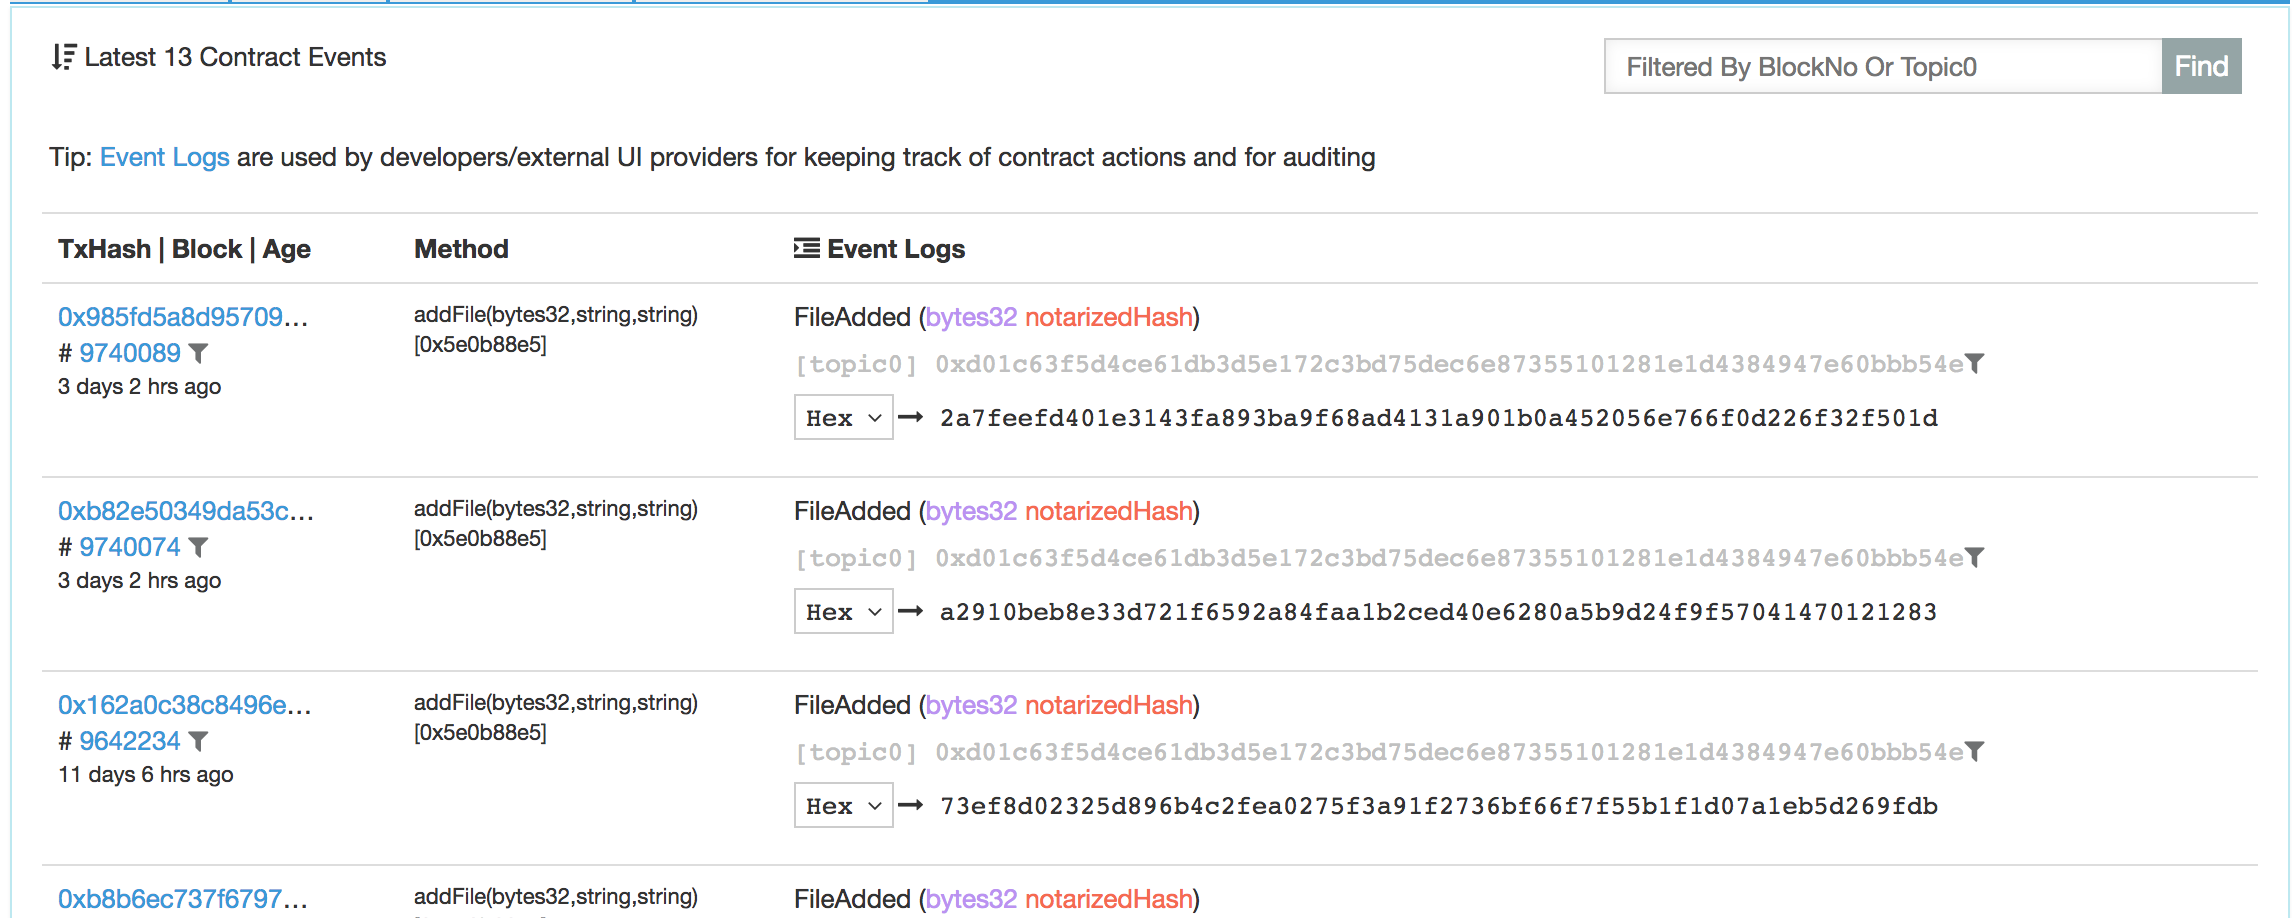 Latest 13 Contract Events
Filtered By BlockNo Or Topic0
Find
Tip: Event Logs are used by developers/external UI providers for keeping track of contract actions and for auditing
TxHash | Block | Age
Method
Event Logs
0x985fd5a8d95709...
# 9740089
3 days 2 hrs ago
addFile(bytes32,string,string)
[0x5e0b88e5]
FileAdded (bytes32 notarizedHash)
[topic0] 0xd01c63f5d4ce61db3d5e172c3bd75dec6e87355101281e1d4384947e60bbb54e
Hex
2a7feefd401e3143fa893ba9f68ad4131a901b0a452056e766f0d226f32f501d
0xb82e50349da53c...
# 9740074
3 days 2 hrs ago
addFile(bytes32,string,string)
[0x5e0b88e5]
FileAdded (bytes32 notarizedHash)
[topic0] 0xd01c63f5d4ce61db3d5e172c3bd75dec6e87355101281e1d4384947e60bbb54e
Hex
a2910beb8e33d721f6592a84faa1b2ced40e6280a5b9d24f9f57041470121283
0x162a0c38c8496e...
# 9642234
11 days 6 hrs ago
addFile(bytes32,string,string)
[0x5e0b88e5]
FileAdded (bytes32 notarizedHash)
[topic0] 0xd01c63f5d4ce61db3d5e172c3bd75dec6e87355101281e1d4384947e60bbb54e
Hex
73ef8d02325d896b4c2fea0275f3a91f2736bf66f7f55b1f1d07a1eb5d269fdb
0xb8b6ec737f6797...
addFile(bytes32,string,string)
FileAdded (bytes32 notarizedHash)